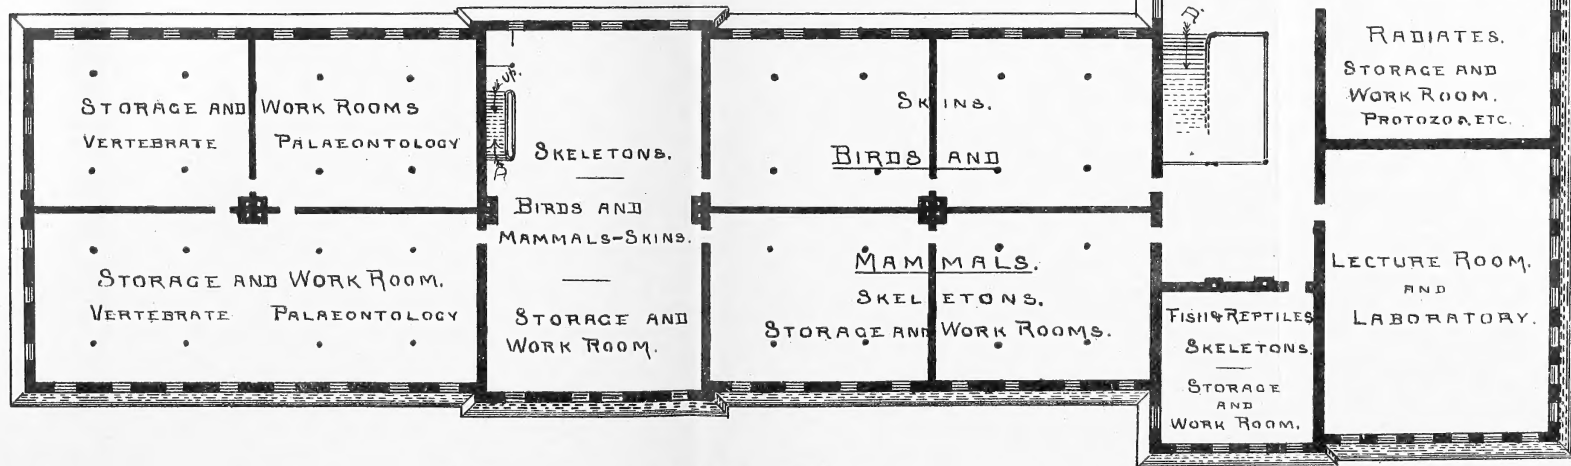 STORAGE AND WORK ROOMS
VERTEBRATE PALAEONTOLOGY
STORAGE AND WORK ROOM.
VERTEBRATE PALAEONTOLOGY
UP.
SKELETONS.
BIRDS AND
MAMMALS-SKINS.
STORAGE AND
WORK ROOM.
SKINS.
BIRDS AND
MAMMALS.
SKELETONS.
STORAGE AND WORK ROOMS.
D.
FISH & REPTILES
SKELETONS.
STORAGE
AND
WORK ROOM.
RADIATES.
STORAGE AND
WORK ROOM.
PROTOZOA, ETC.
LECTURE ROOM.
AND
LABORATORY.